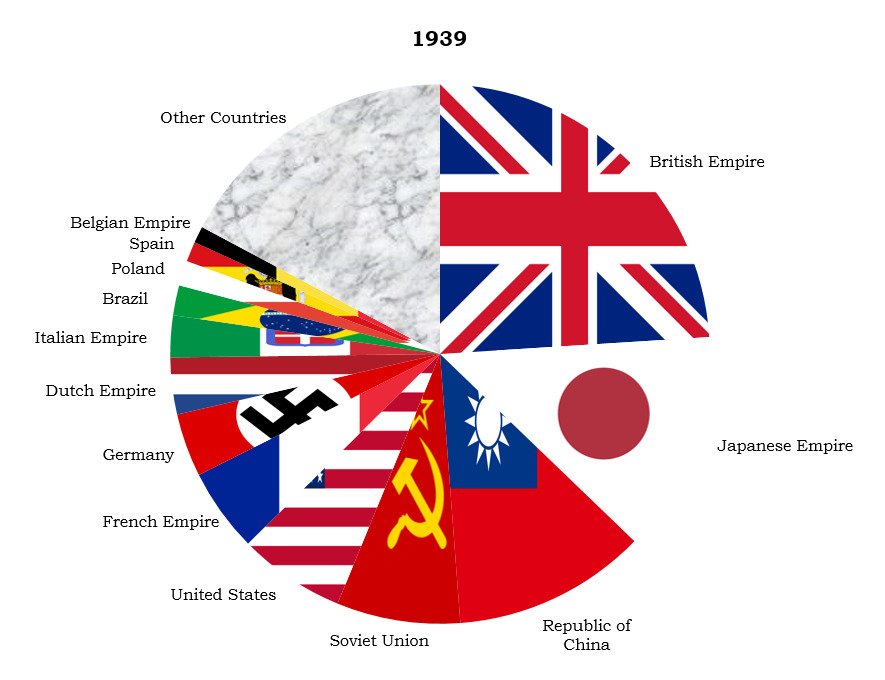 1939
Other Countries
British Empire
Belgian Empire
Spain
Poland
Brazil
Italian Empire
Dutch Empire
Japanese Empire
Germany
French Empire
United States
Soviet Union
Republic of
China